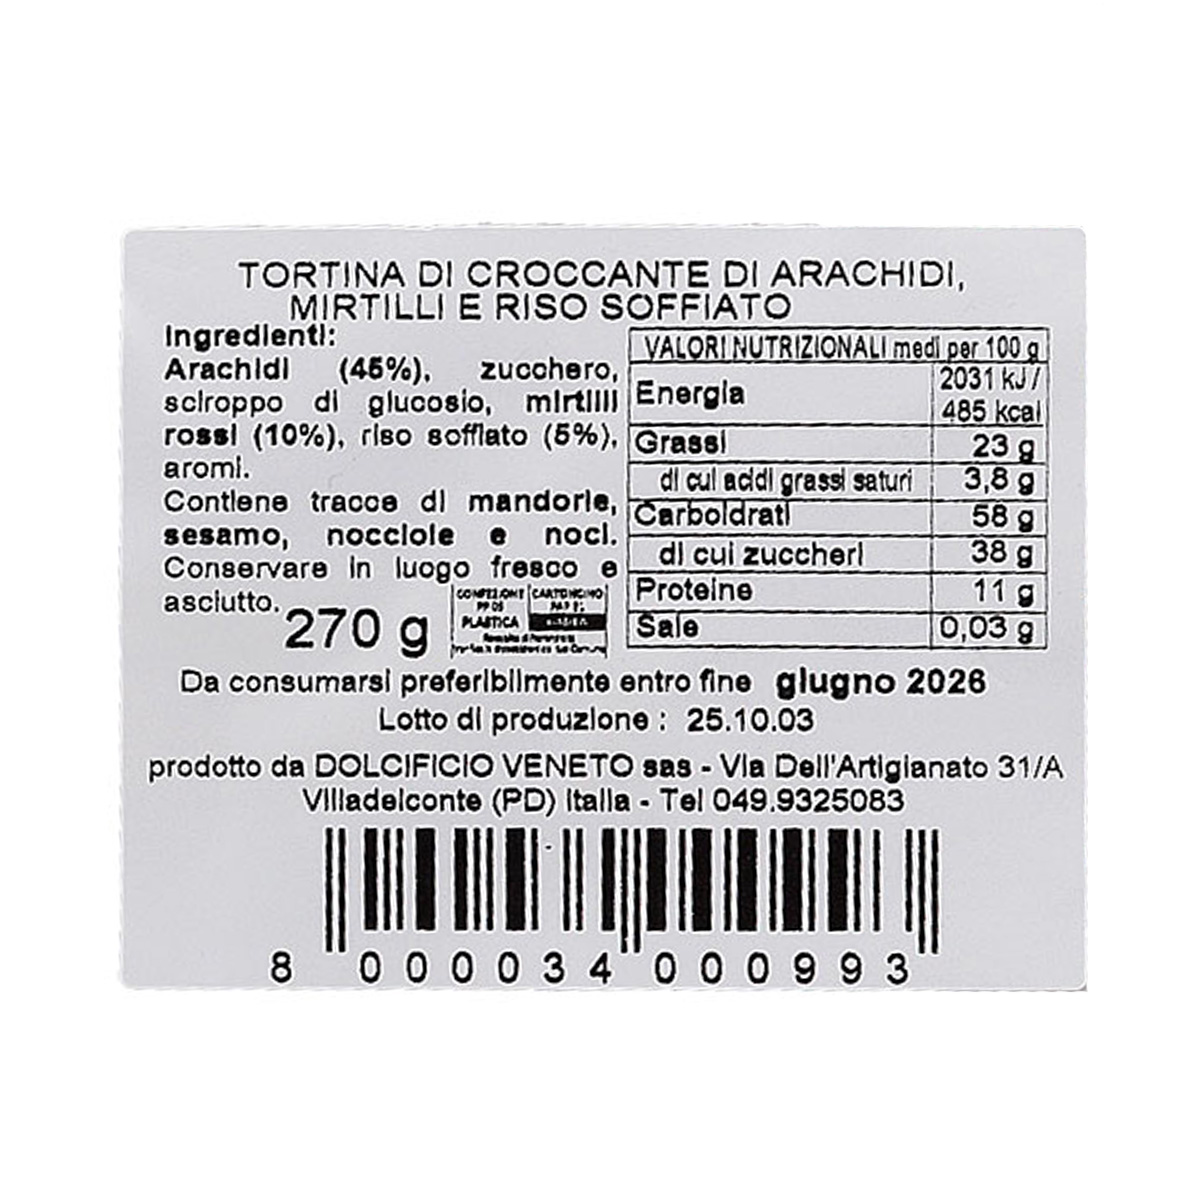 TORTINA DI CROCCANTE DI ARACHIDI,
MIRTILLI E RISO SOFFIATO
Ingredienti:
Arachidi (45%), zucchero,
sciroppo di glucosio, mirtilli
rossi (10%), riso soffiato (5%),
aromi.
Contiene tracce di mandorle,
sesamo, nocciole e noci.
Conservare in luogo fresco e
asciutto.
270 g
CONFEZIONE CARTONCINO
PP 05
PLASTICA
VALORI NUTRIZIONALI medi per 100 g
Energia 2031 kJ /
485 kcal
Grassi 23 g
di cui acidi grassi saturi 3,8 g
Carboidrati 58 g
di cui zuccheri 38 g
Proteine 11 g
Sale 0,03 g
Da consumarsi preferibilmente entro fine giugno 2026
Lotto di produzione : 25.10.03
prodotto da DOLCIFICIO VENETO sas - Via Dell'Artigianato 31/A
Villadelconte (PD) Italia - Tel 049.9325083
8 000034 000993